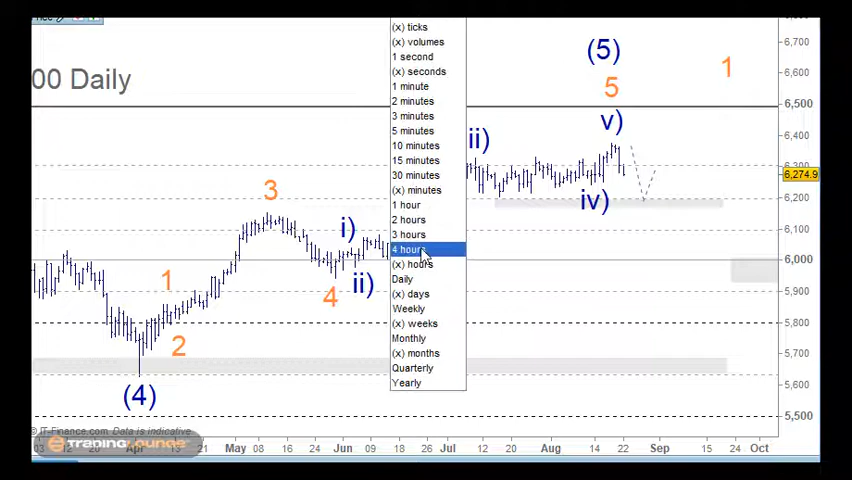 (x) ticks
(x) volumes
1 second
(x) seconds
1 minute
2 minutes
3 minutes
5 minutes
10 minutes
15 minutes
30 minutes
(x) minutes
1 hour
2 hours
3 hours
4 hours
(x) hours
Daily
(x) days
Weekly
(x) weeks
Monthly
(x) months
Quarterly
Yearly
00 Daily
(5)
5
1
v)
ii)
iv)
3
i)
1
4
ii)
2
(4)
6,700
6,600
6,500
6,400
6,300
6,274.9
6,200
6,000
5,900
5,800
5,700
5,600
5,500
© IT-Finance.com. Data is indicative
TRADINGLOUNGE
03 12 20 Apr 18 May 08 16 24 Jun 09 15 26 Jul 12 20 Aug 14 22 Sep 15 24 Oct